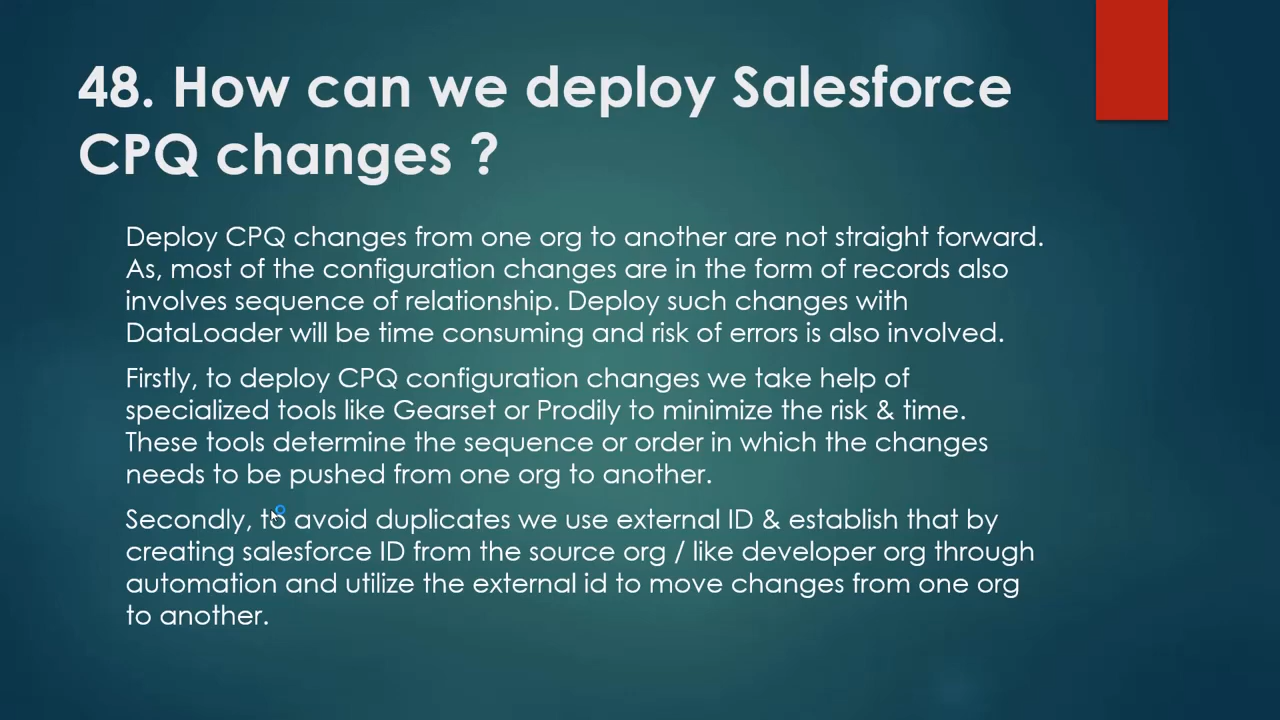 48. How can we deploy Salesforce
CPQ changes ?
Deploy CPQ changes from one org to another are not straight forward.
As, most of the configuration changes are in the form of records also
involves sequence of relationship. Deploy such changes with
DataLoader will be time consuming and risk of errors is also involved.
Firstly, to deploy CPQ configuration changes we take help of
specialized tools like Gearset or Prodily to minimize the risk & time.
These tools determine the sequence or order in which the changes
needs to be pushed from one org to another.
Secondly, to avoid duplicates we use external ID & establish that by
creating salesforce ID from the source org / like developer org through
automation and utilize the external id to move changes from one org
to another.